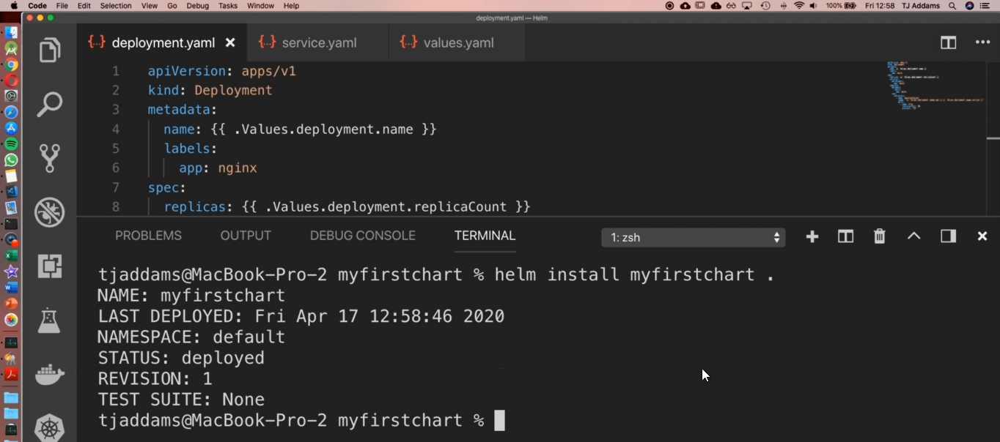 Code File Edit Selection View Go Debug Tasks Window Help 100% Fri 12:58 TJ Addams
deployment.yaml — Helm
{..} deployment.yaml × {..} service.yaml {..} values.yaml
1 apiVersion: apps/v1
2 kind: Deployment
3 metadata:
4 name: {{ .Values.deployment.name }}
5 labels:
6 app: nginx
7 spec:
8 replicas: {{ .Values.deployment.replicaCount }}
PROBLEMS OUTPUT DEBUG CONSOLE TERMINAL 1: zsh
tjaddams@MacBook-Pro-2 myfirstchart % helm install myfirstchart .
NAME: myfirstchart
LAST DEPLOYED: Fri Apr 17 12:58:46 2020
NAMESPACE: default
STATUS: deployed
REVISION: 1
TEST SUITE: None
tjaddams@MacBook-Pro-2 myfirstchart %